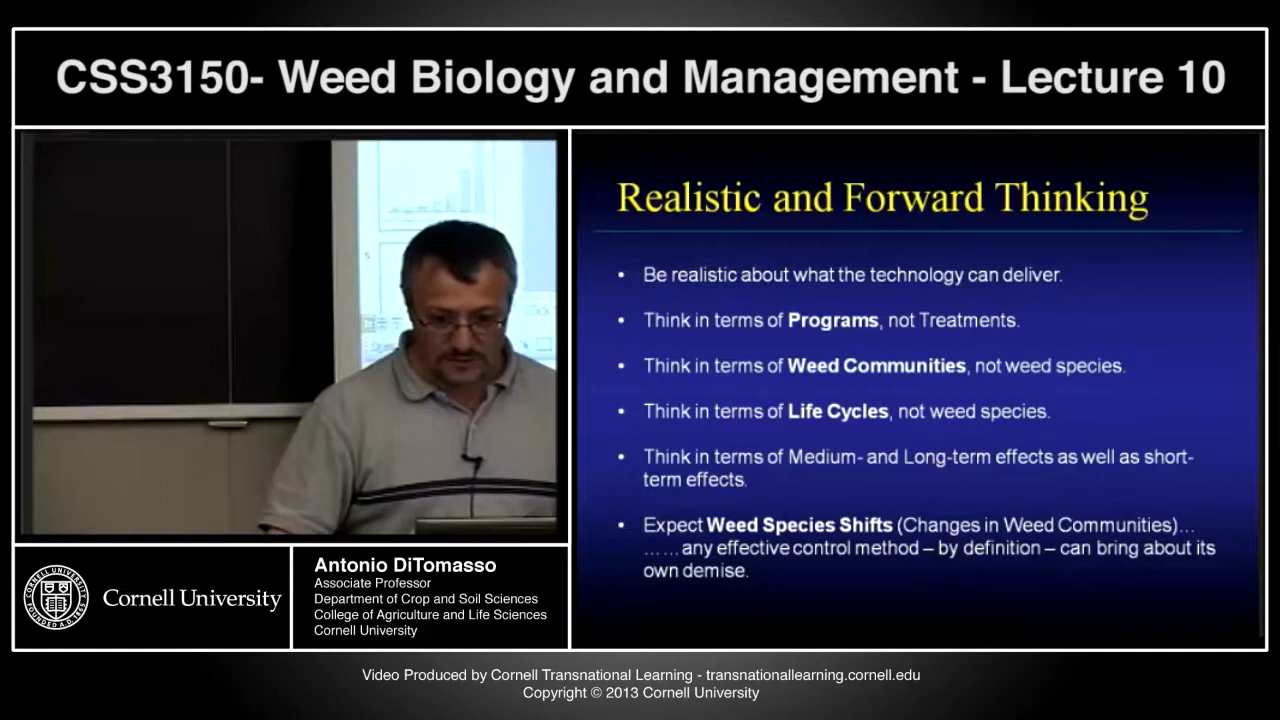 CSS3150- Weed Biology and Management - Lecture 10
Realistic and Forward Thinking
• Be realistic about what the technology can deliver.
• Think in terms of Programs, not Treatments.
• Think in terms of Weed Communities, not weed species.
• Think in terms of Life Cycles, not weed species.
• Think in terms of Medium- and Long-term effects as well as short-
term effects.
• Expect Weed Species Shifts (Changes in Weed Communities)…
……any effective control method – by definition – can bring about its
own demise.
Cornell University
Antonio DiTomasso
Associate Professor
Department of Crop and Soil Sciences
College of Agriculture and Life Sciences
Cornell University
Video Produced by Cornell Transnational Learning - transnationallearning.cornell.edu
Copyright © 2013 Cornell University